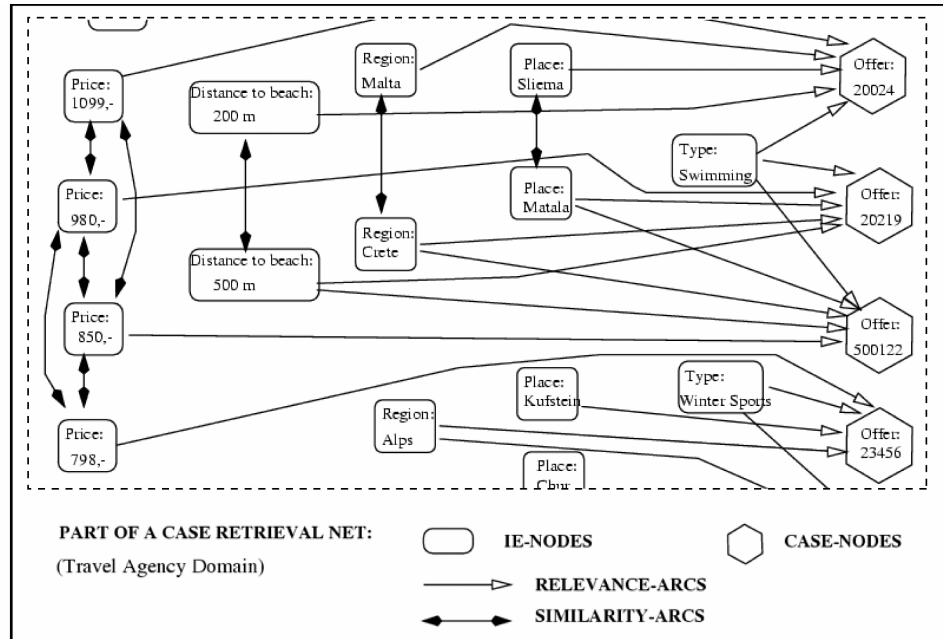 Price:
1099,-
Distance to beach:
200 m
Region:
Malta
Place:
Sliema
Offer:
20024
Type:
Swimming
Price:
980,-
Place:
Matala
Offer:
20219
Region:
Crete
Distance to beach:
500 m
Price:
850,-
Offer:
500122
Place:
Kufstein
Type:
Winter Sports
Region:
Alps
Offer:
23456
Price:
798,-
Place:
Chur
PART OF A CASE RETRIEVAL NET:
(Travel Agency Domain)
IE-NODES
CASE-NODES
RELEVANCE-ARCS
SIMILARITY-ARCS